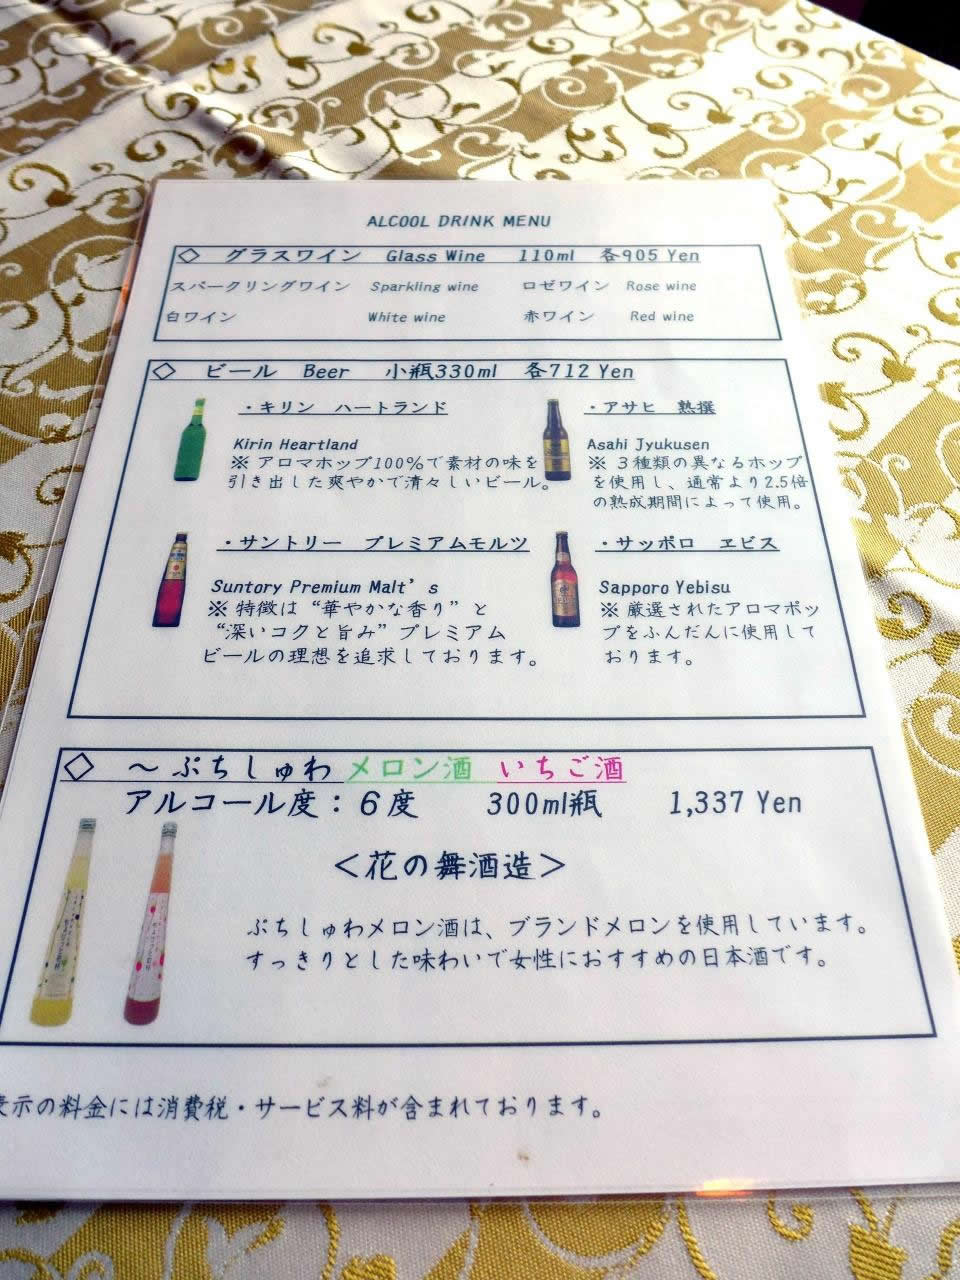 ALCOOL DRINK MENU
◇ グラスワイン Glass Wine 110ml 各905 Yen
スパークリングワイン Sparkling wine ロゼワイン Rose wine
白ワイン White wine 赤ワイン Red wine
◇ ビール Beer 小瓶330ml 各712 Yen
・キリン ハートランド
Kirin Heartland
※ アロマホップ100%で素材の味を
引き出した爽やかで清々しいビール。
・アサヒ 熟撰
Asahi Jyukusen
※ 3種類の異なるホップ
を使用し、通常より2.5倍
の熟成期間によって使用。
・サントリー プレミアムモルツ
Suntory Premium Malt's
※ 特徴は“華やかな香り”と
“深いコクと旨み”プレミアム
ビールの理想を追求しております。
・サッポロ ヱビス
Sapporo Yebisu
※ 厳選されたアロマポッ
プをふんだんに使用して
おります。
◇ ～ぷちしゅわ メロン酒 いちご酒
アルコール度：6度 300ml瓶 1,337 Yen
＜花の舞酒造＞
ぷちしゅわメロン酒は、ブランドメロンを使用しています。
すっきりとした味わいで女性におすすめの日本酒です。
表示の料金には消費税・サービス料が含まれております。